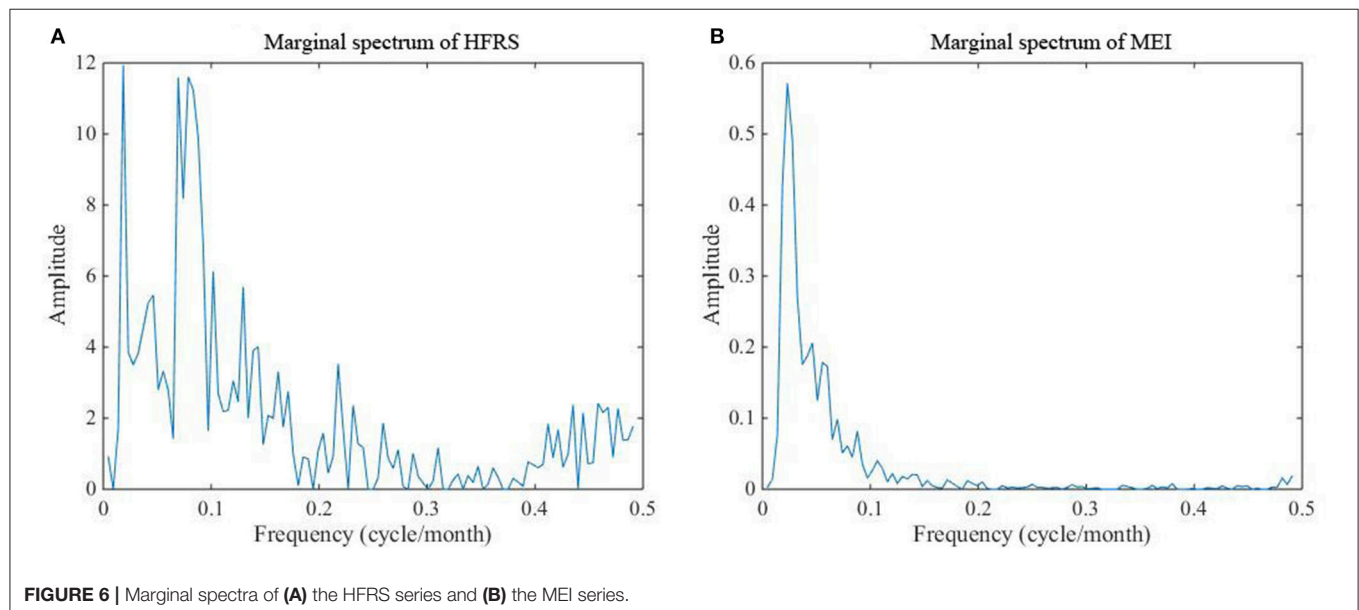 A
Marginal spectrum of HFRS
12
10
8
6
4
2
0
Amplitude
0 0.1 0.2 0.3 0.4 0.5
Frequency (cycle/month)
B
Marginal spectrum of MEI
0.6
0.5
0.4
0.3
0.2
0.1
0
Amplitude
0 0.1 0.2 0.3 0.4 0.5
Frequency (cycle/month)
FIGURE 6 | Marginal spectra of (A) the HFRS series and (B) the MEI series.